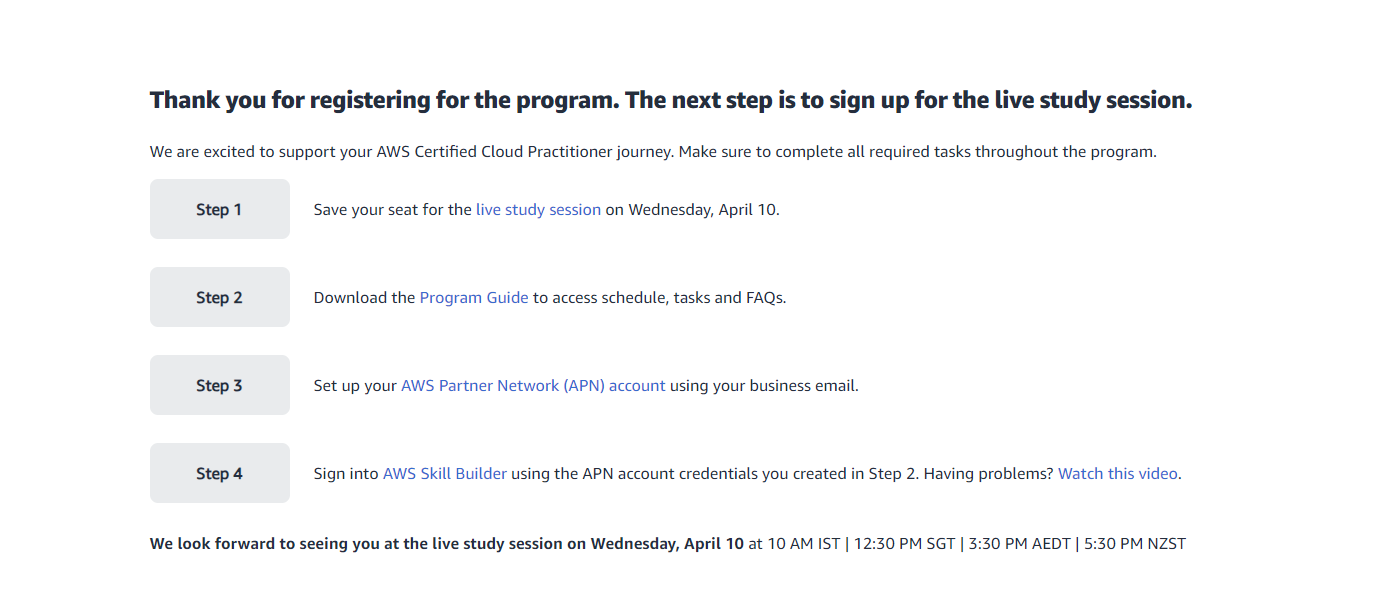 Thank you for registering for the program. The next step is to sign up for the live study session.
We are excited to support your AWS Certified Cloud Practitioner journey. Make sure to complete all required tasks throughout the program.
Step 1
Save your seat for the live study session on Wednesday, April 10.
Step 2
Download the Program Guide to access schedule, tasks and FAQs.
Step 3
Set up your AWS Partner Network (APN) account using your business email.
Step 4
Sign into AWS Skill Builder using the APN account credentials you created in Step 2. Having problems? Watch this video.
We look forward to seeing you at the live study session on Wednesday, April 10 at 10 AM IST | 12:30 PM SGT | 3:30 PM AEDT | 5:30 PM NZST